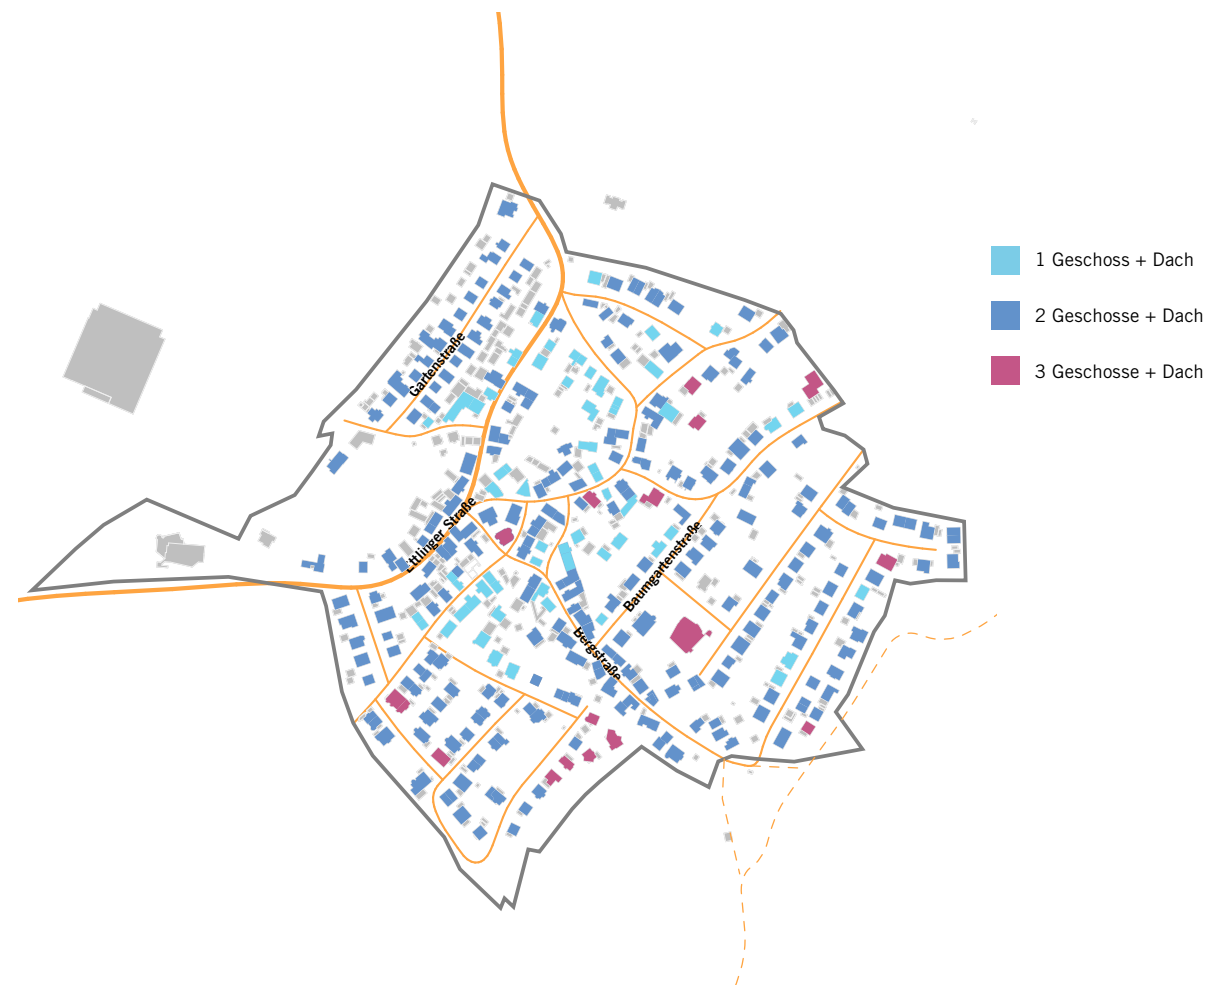 1 Geschoss + Dach
2 Geschosse + Dach
3 Geschosse + Dach
Gartenstraße
Ettlinger Straße
Baumgartenstraße
Bergstraße